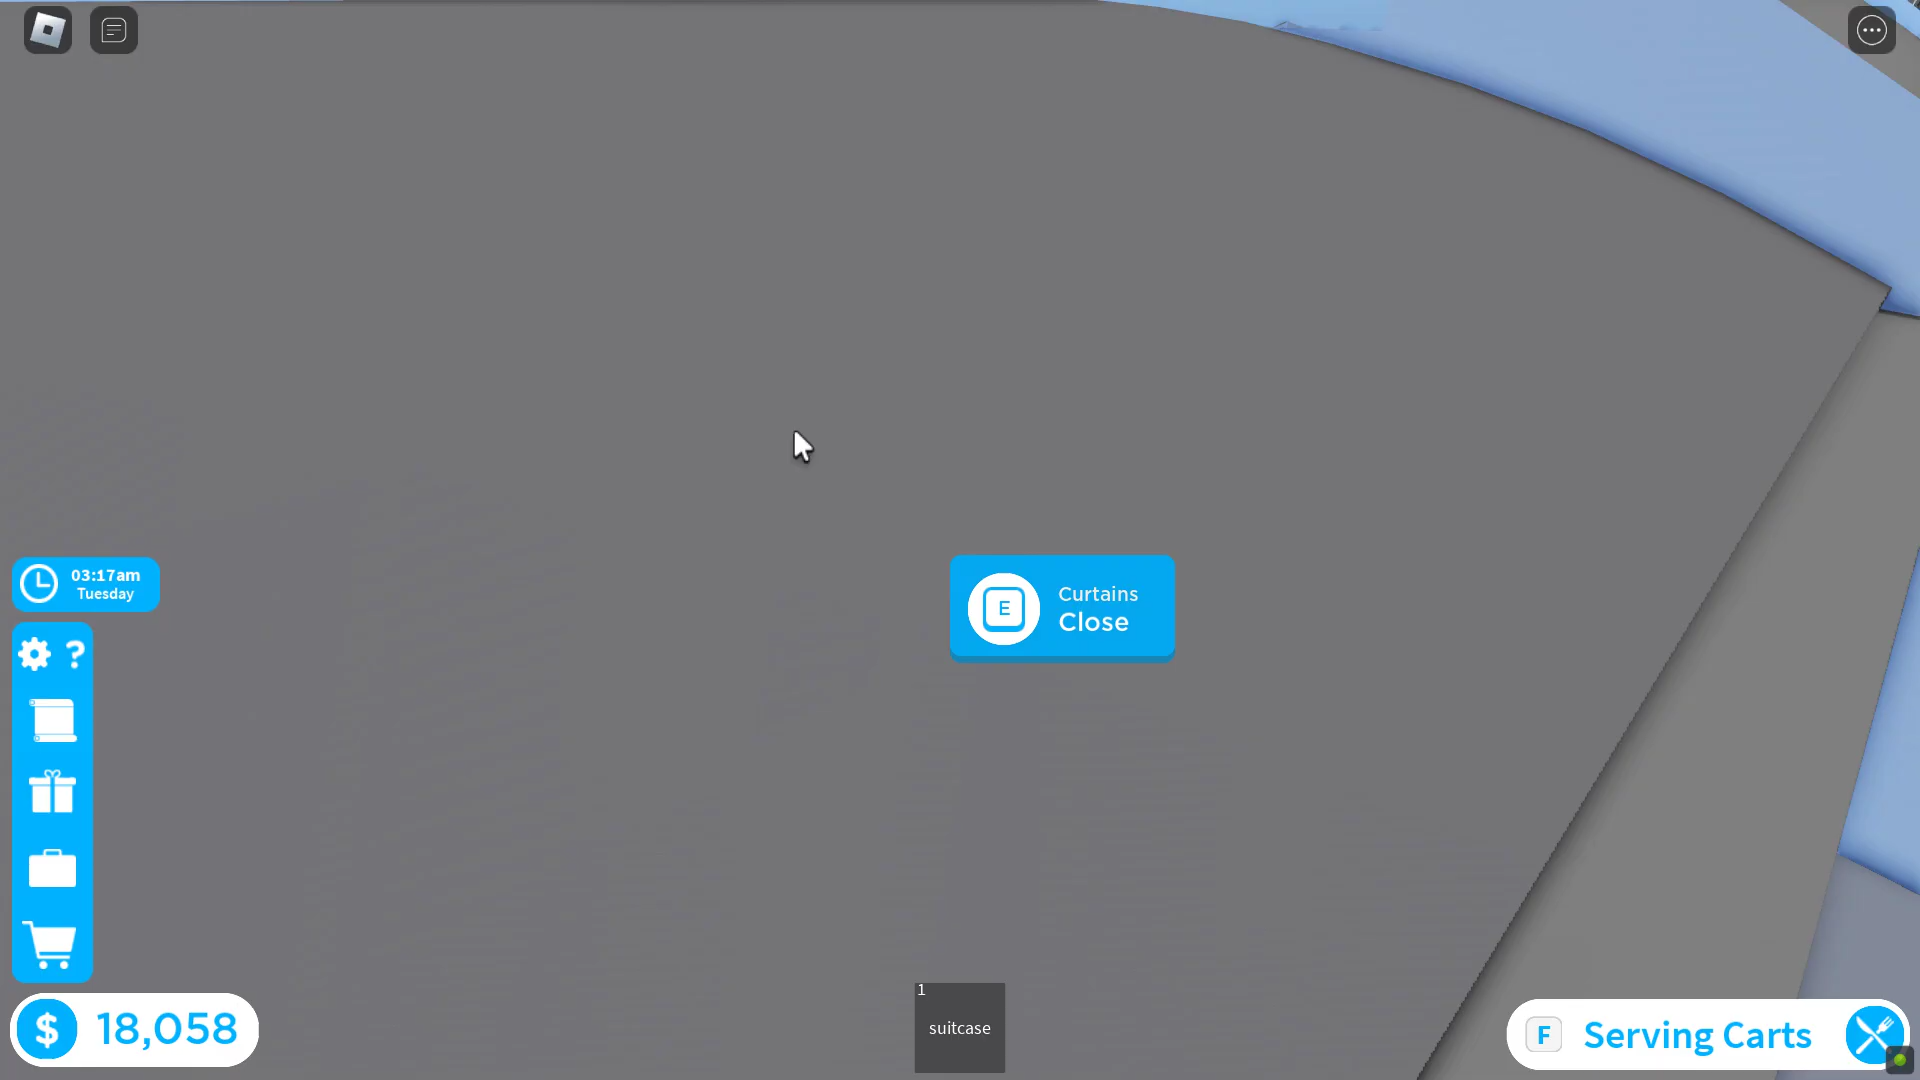 03:17am
Tuesday
?
E
Curtains
Close
$ 18,058
1
suitcase
F Serving Carts